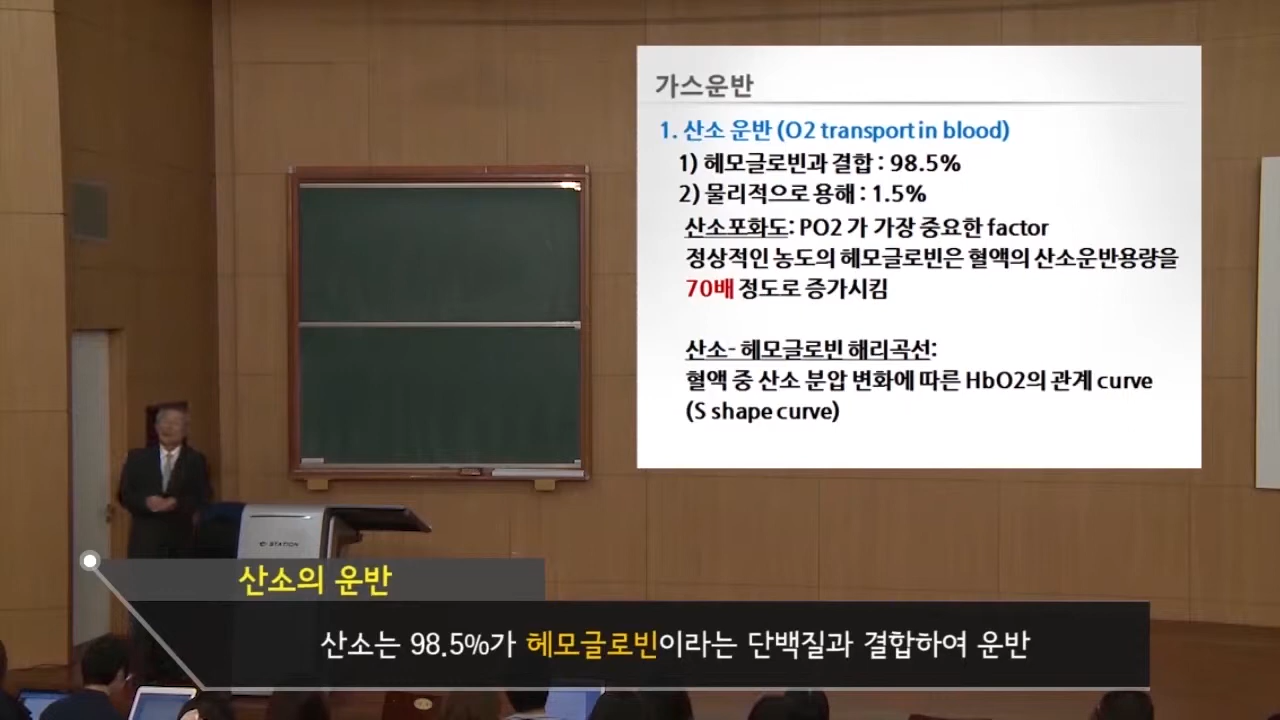 가스운반
1. 산소 운반 (O2 transport in blood)
1) 헤모글로빈과 결합 : 98.5%
2) 물리적으로 용해 : 1.5%
산소포화도: PO2 가 가장 중요한 factor
정상적인 농도의 헤모글로빈은 혈액의 산소운반용량을
70배 정도로 증가시킴
산소- 헤모글로빈 해리곡선:
혈액 중 산소 분압 변화에 따른 HbO2의 관계 curve
(S shape curve)
산소의 운반
산소는 98.5%가 헤모글로빈이라는 단백질과 결합하여 운반